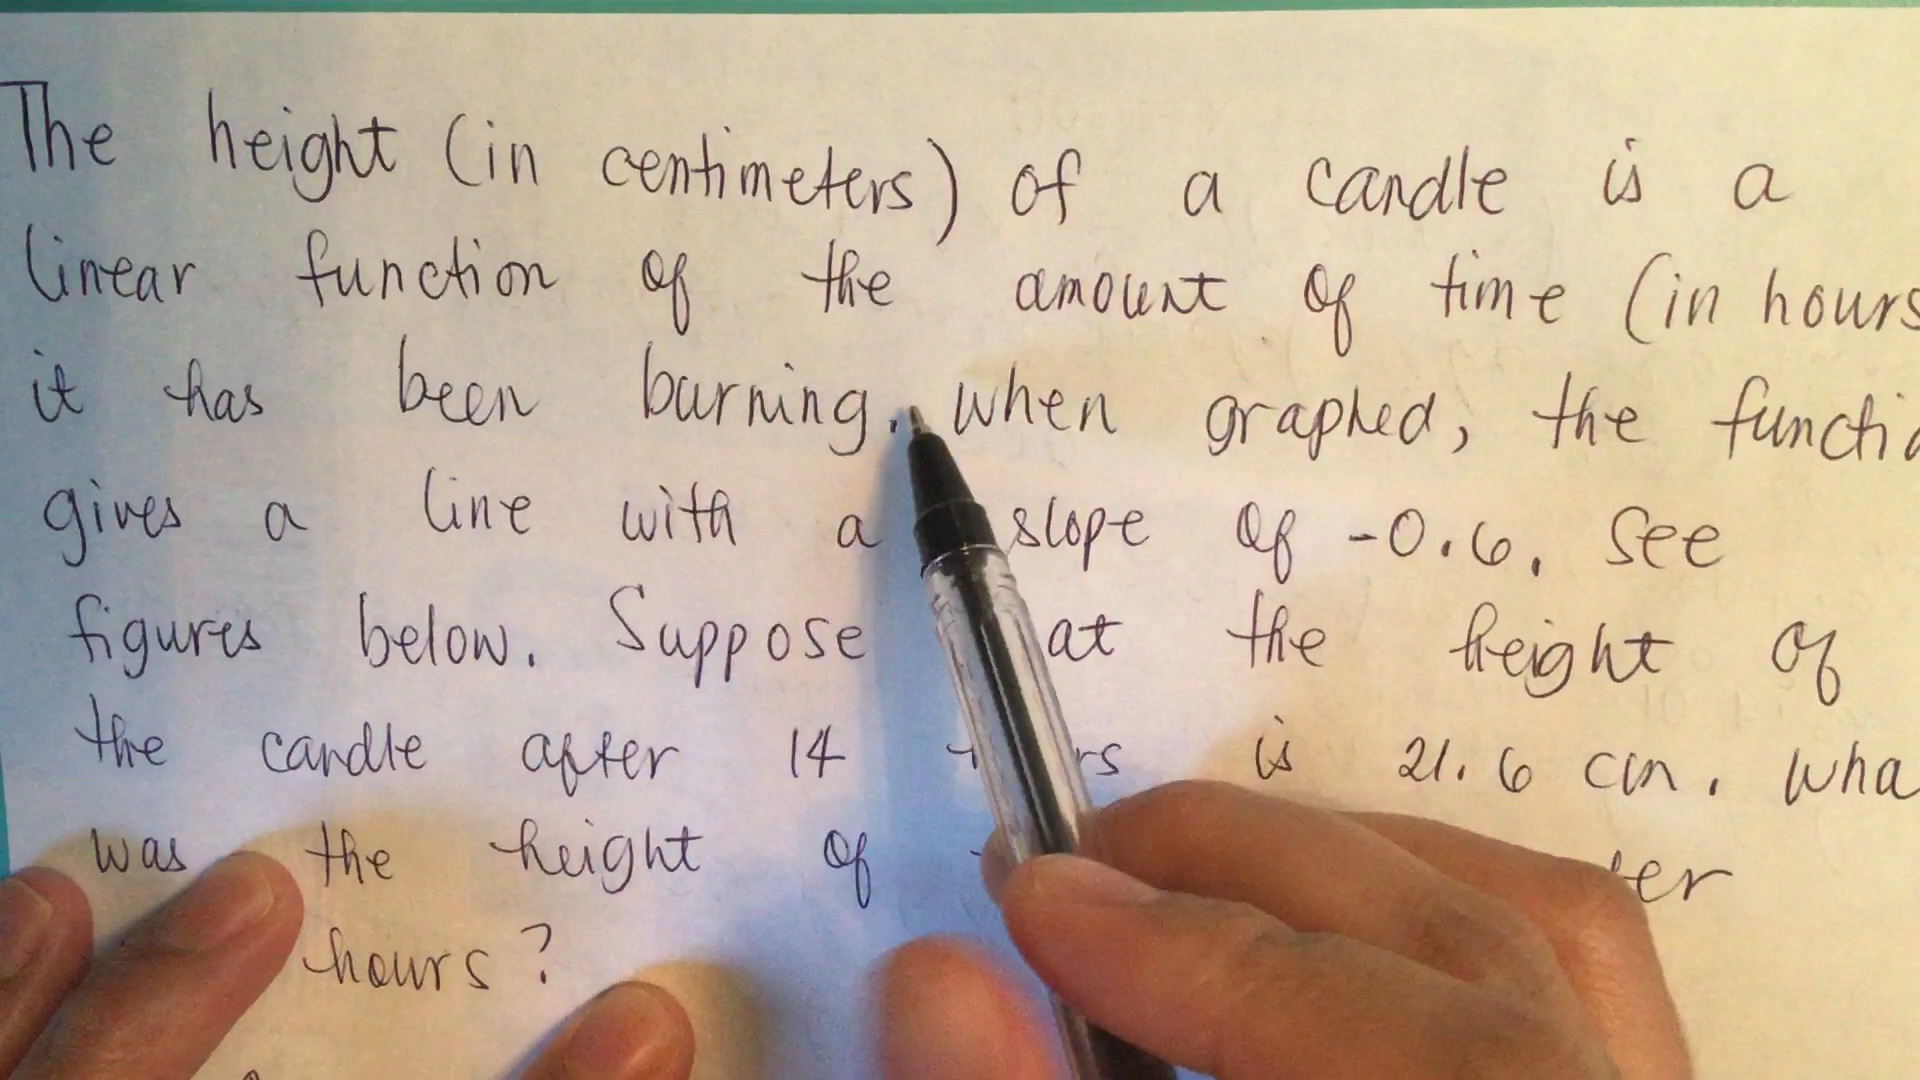 The height (in centimeters) of a candle is a
linear function of the amount of time (in hours
it has been burning. when graphed, the functio
gives a line with a slope of -0.6. see
figures below. Suppose at the height of
the candle after 14 rs is 21.6 cm. wha
was the height of er
hours?